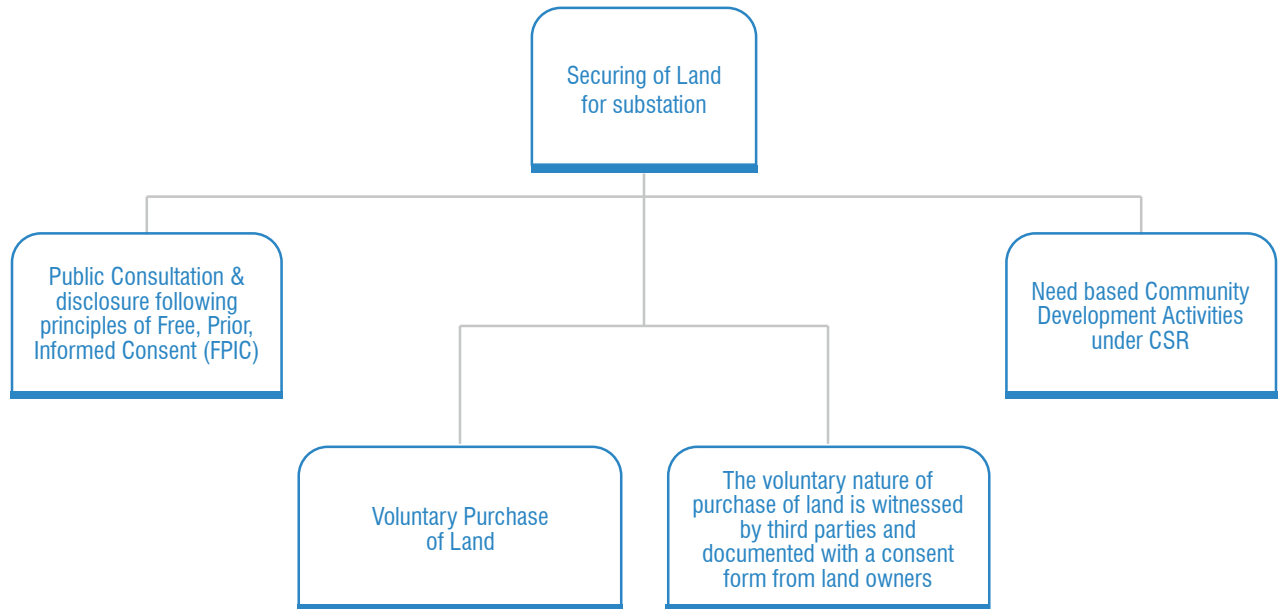 Securing of Land
for substation
Public Consultation &
disclosure following
principles of Free, Prior,
Informed Consent (FPIC)
Need based Community
Development Activities
under CSR
Voluntary Purchase
of Land
The voluntary nature of
purchase of land is witnessed
by third parties and
documented with a consent
form from land owners